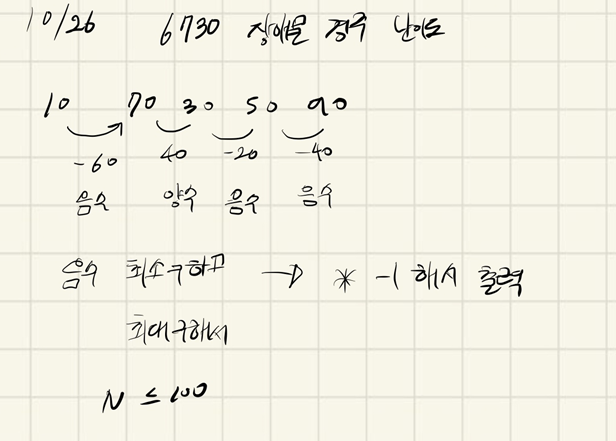 10/26 6730 장애물 경주 난이도
10 70 30 50 90
-60 40 -20 -40
음수 양수 음수 음수
음수 최소구하고 → * -1 해서 출력
최대구해서
N ≤ 100